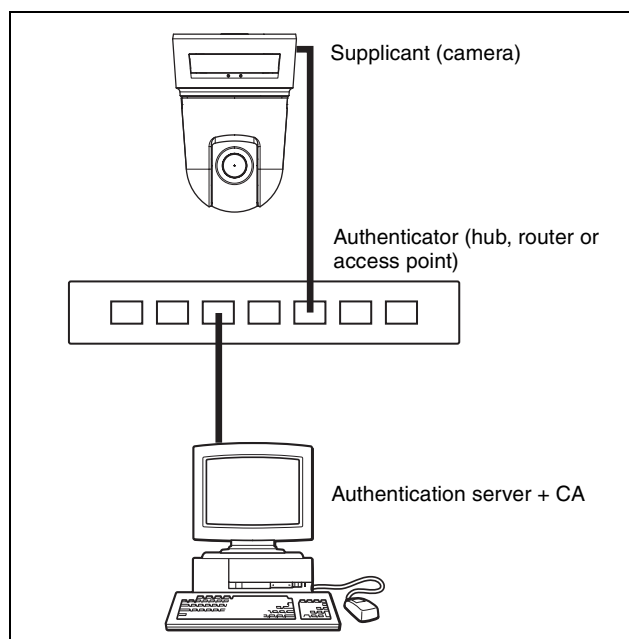 Supplicant (camera)
Authenticator (hub, router or
access point)
Authentication server + CA